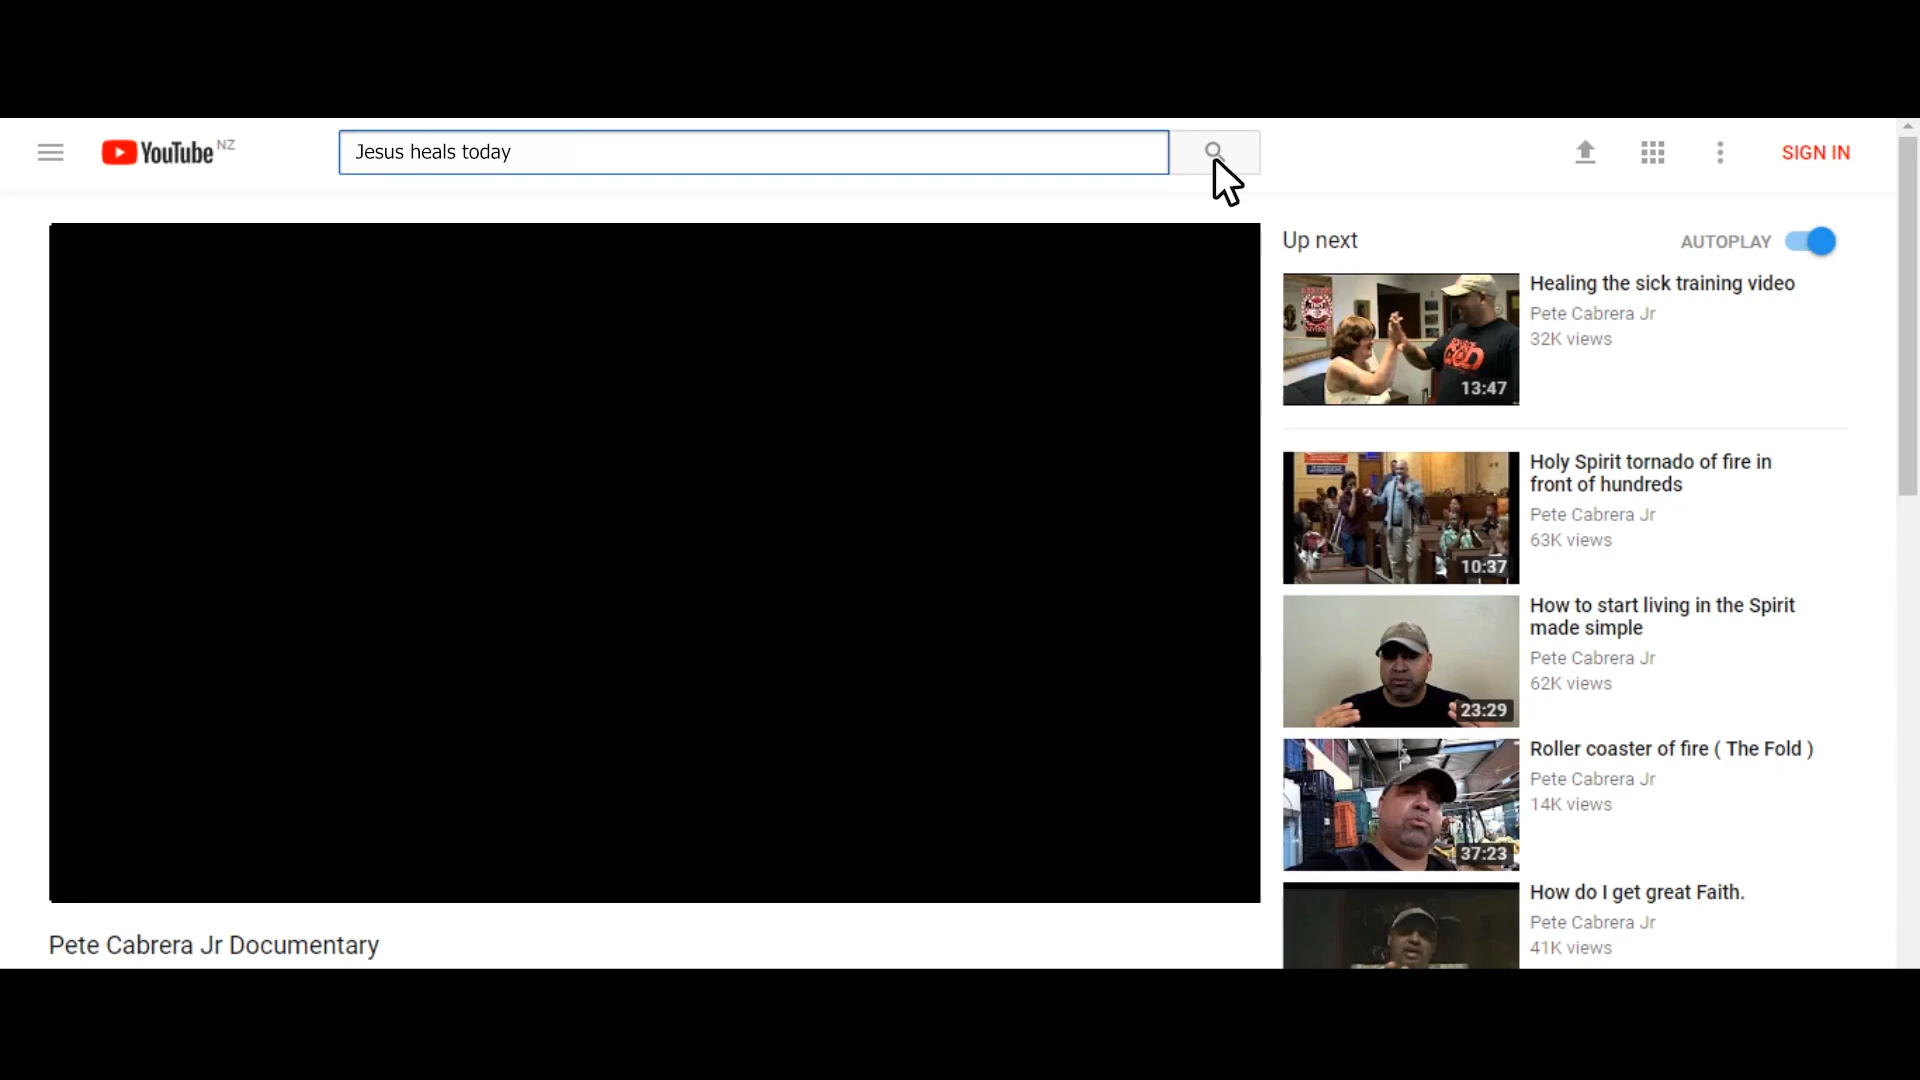 YouTube NZ
Jesus heals today
SIGN IN
Up next
AUTOPLAY
Healing the sick training video
Pete Cabrera Jr
32K views
13:47
Holy Spirit tornado of fire in
front of hundreds
Pete Cabrera Jr
63K views
10:37
How to start living in the Spirit
made simple
Pete Cabrera Jr
62K views
23:29
Roller coaster of fire ( The Fold )
Pete Cabrera Jr
14K views
37:23
How do I get great Faith.
Pete Cabrera Jr
41K views
Pete Cabrera Jr Documentary